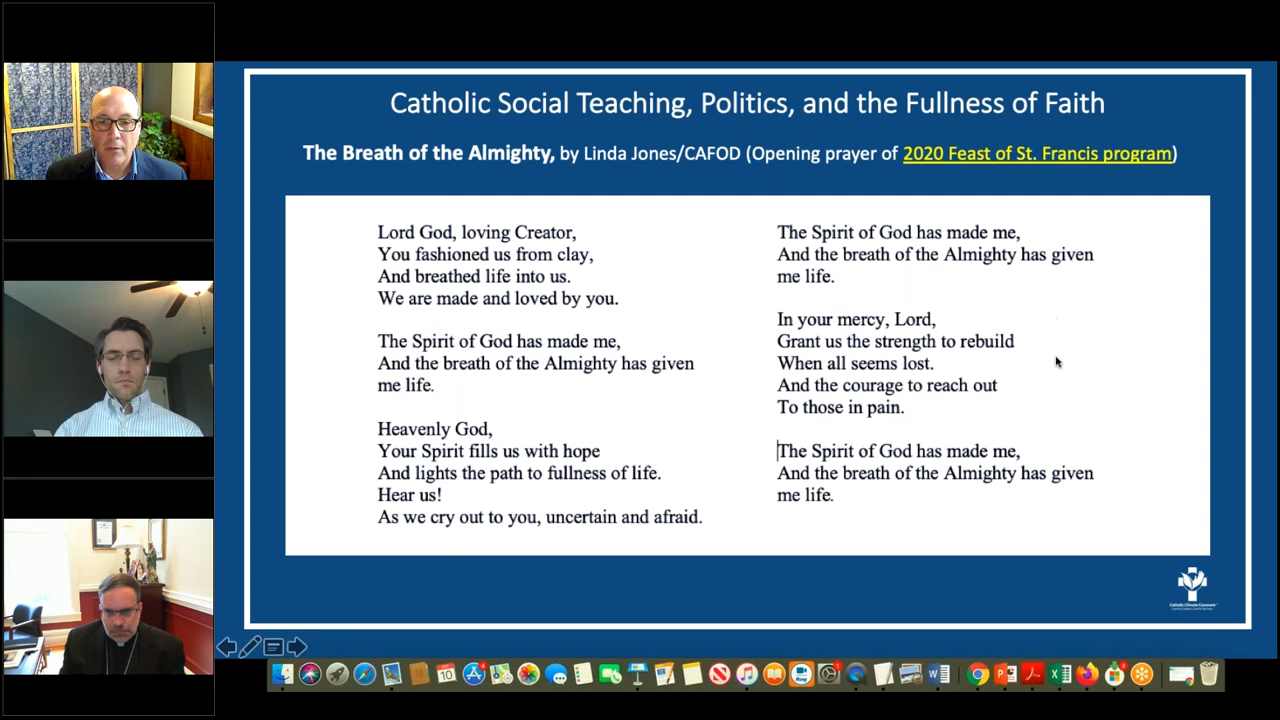 Catholic Social Teaching, Politics, and the Fullness of Faith
The Breath of the Almighty, by Linda Jones/CAFOD (Opening prayer of 2020 Feast of St. Francis program)
Lord God, loving Creator,
You fashioned us from clay,
And breathed life into us.
We are made and loved by you.
The Spirit of God has made me,
And the breath of the Almighty has given
me life.
Heavenly God,
Your Spirit fills us with hope
And lights the path to fullness of life.
Hear us!
As we cry out to you, uncertain and afraid.
The Spirit of God has made me,
And the breath of the Almighty has given
me life.
In your mercy, Lord,
Grant us the strength to rebuild
When all seems lost.
And the courage to reach out
To those in pain.
The Spirit of God has made me,
And the breath of the Almighty has given
me life.
Catholic Climate Covenant
10